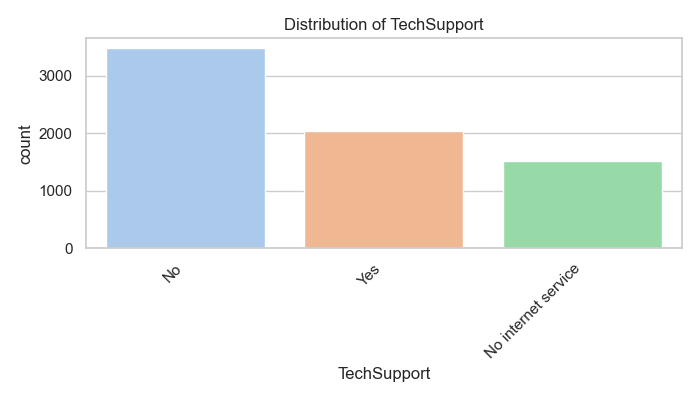 Distribution of TechSupport
3000
2000
1000
0
count
No
Yes
No internet service
TechSupport